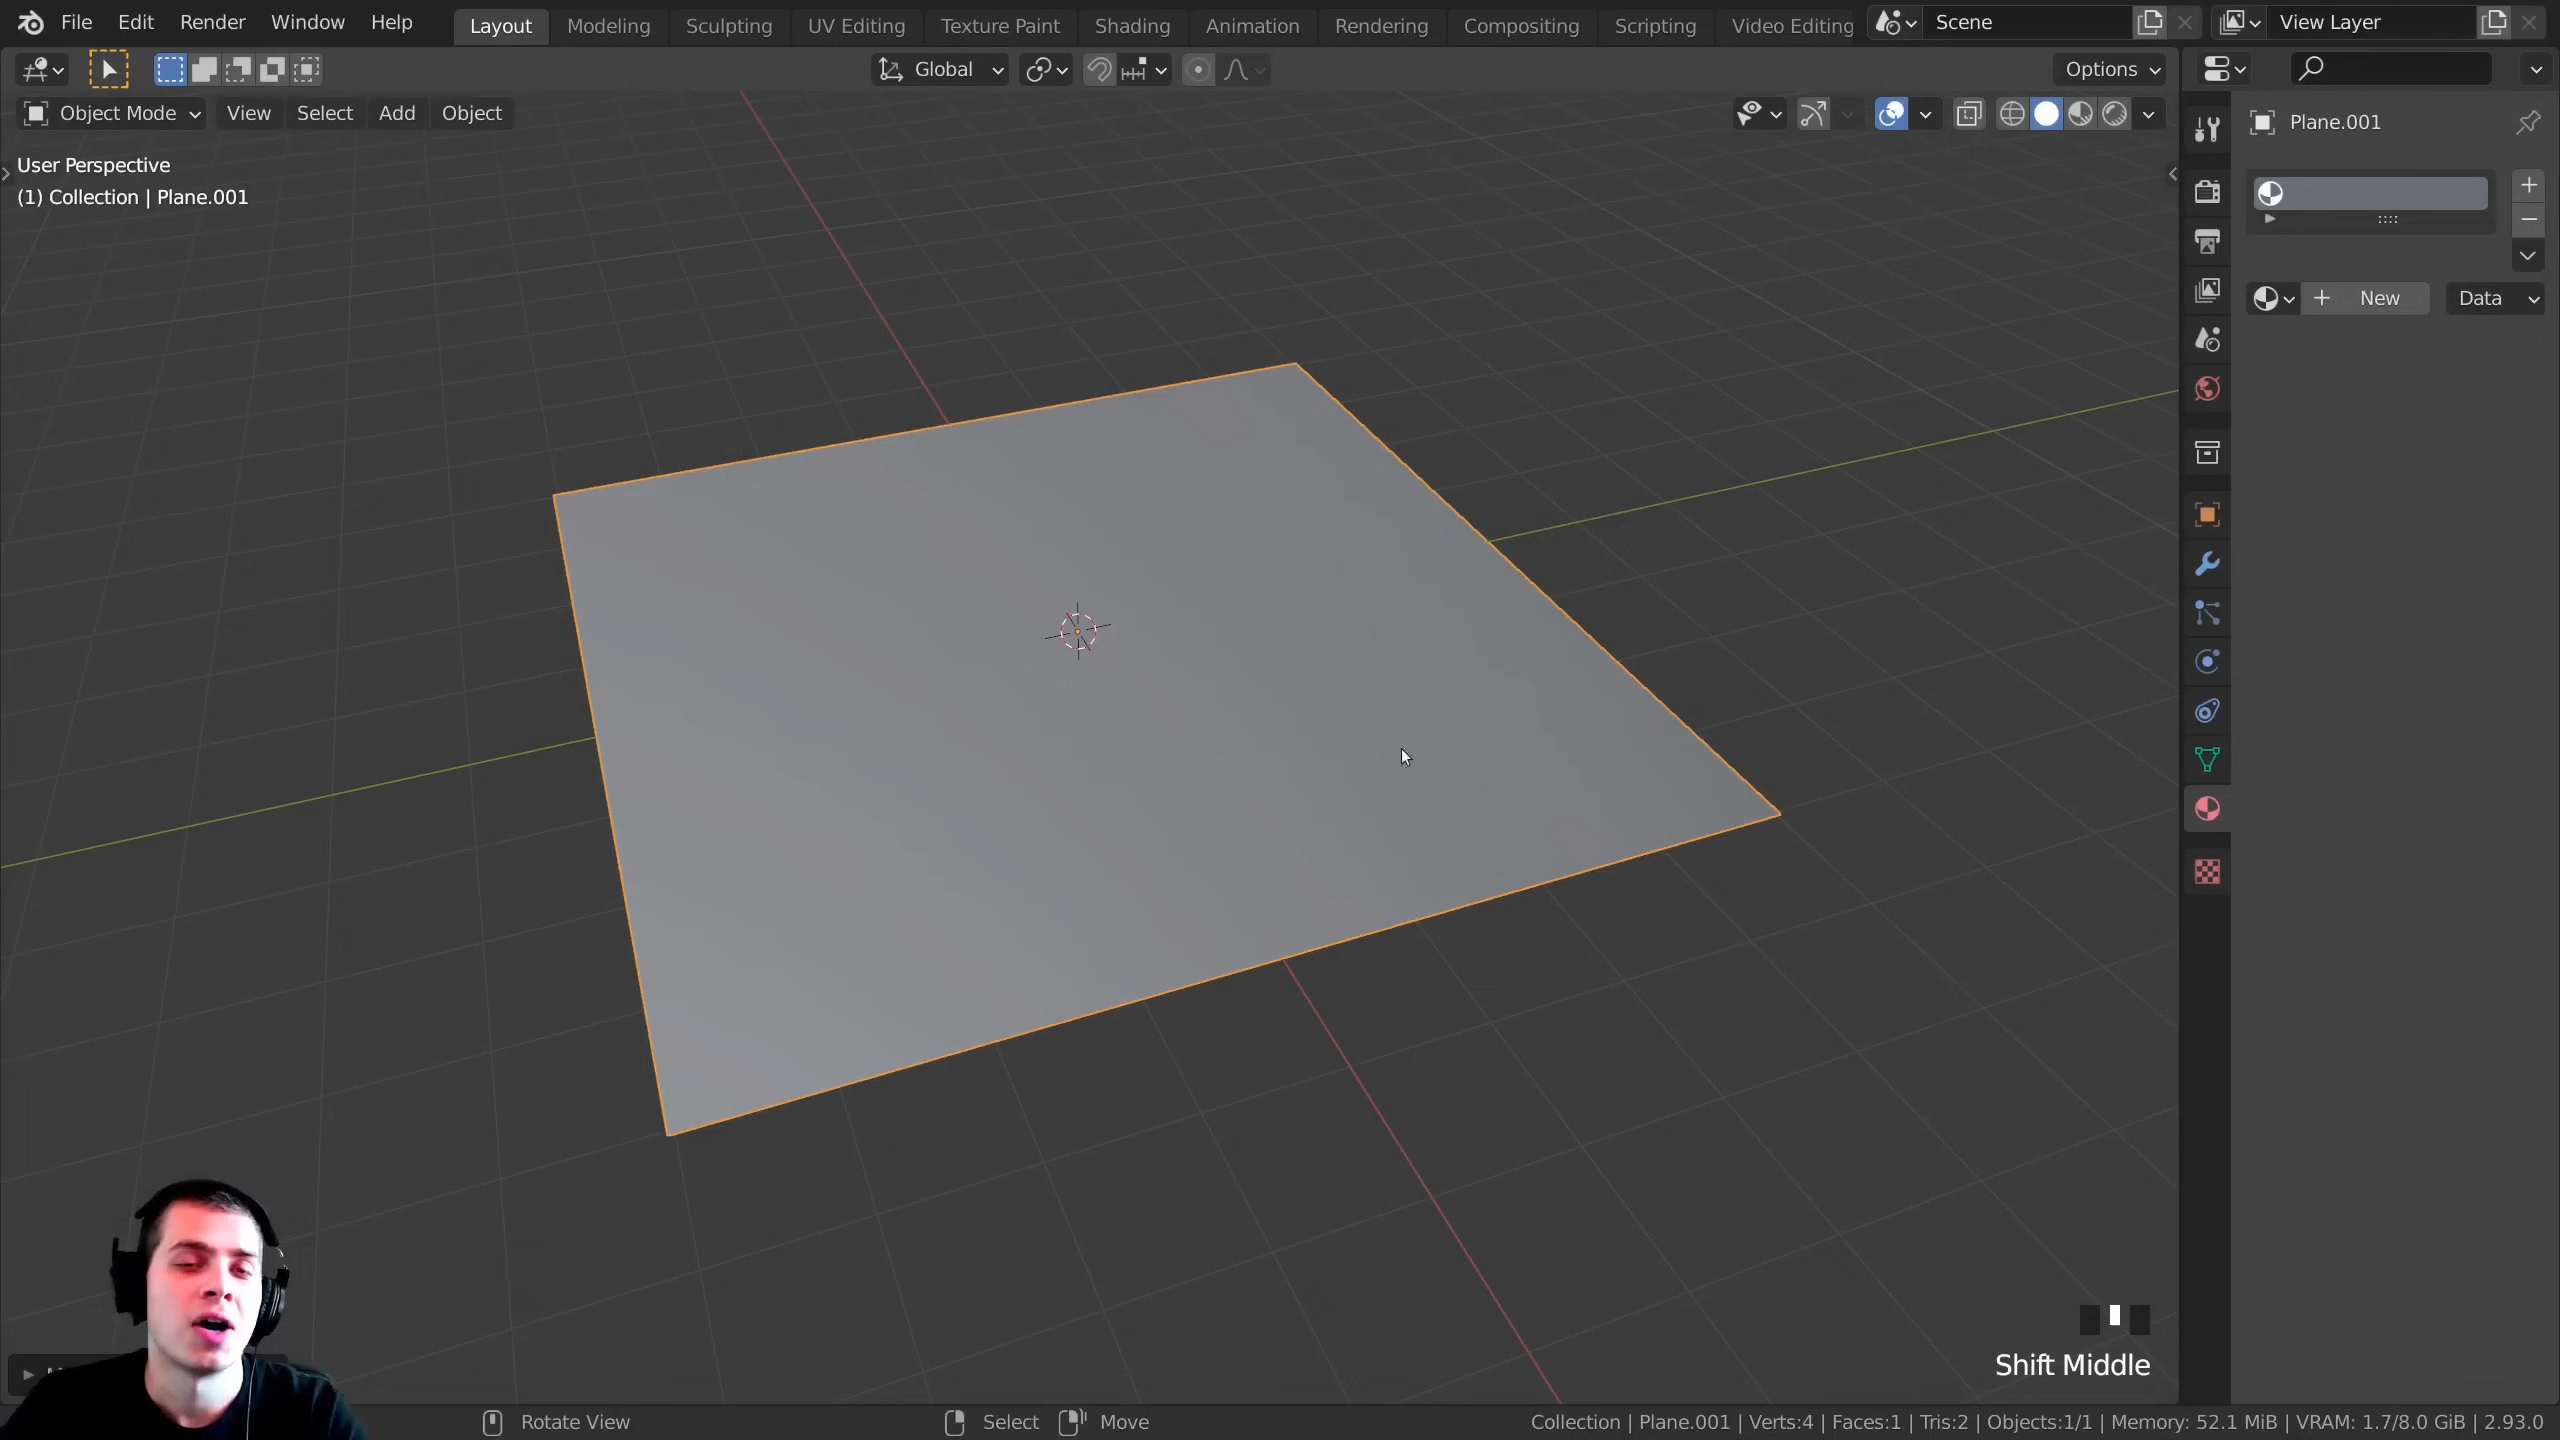 File Edit Render Window Help Layout Modeling Sculpting UV Editing Texture Paint Shading Animation Rendering Compositing Scripting Video Editing Scene View Layer
Global Options
Object Mode View Select Add Object
Plane.001
User Perspective
(1) Collection | Plane.001
New Data
Shift Middle
Rotate View Select Move Collection | Plane.001 | Verts:4 | Faces:1 | Tris:2 | Objects:1/1 | Memory: 52.1 MiB | VRAM: 1.7/8.0 GiB | 2.93.0